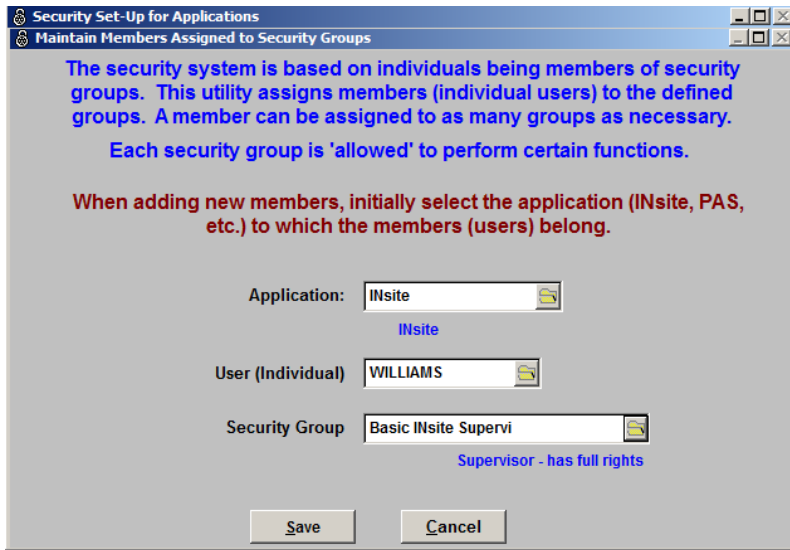 Security Set-Up for Applications
Maintain Members Assigned to Security Groups
The security system is based on individuals being members of security
groups. This utility assigns members (individual users) to the defined
groups. A member can be assigned to as many groups as necessary.
Each security group is 'allowed' to perform certain functions.
When adding new members, initially select the application (INsite, PAS,
etc.) to which the members (users) belong.
Application: INsite
INsite
User (Individual) WILLIAMS
Security Group Basic INsite Supervi
Supervisor - has full rights
Save Cancel